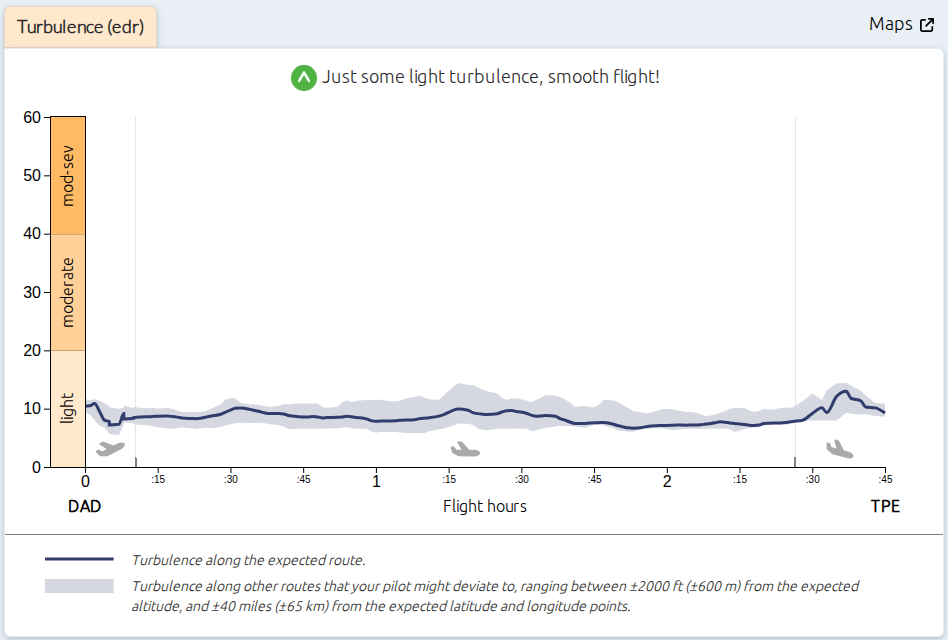 Turbulence (edr)
Maps
Just some light turbulence, smooth flight!
60
50
40
30
20
10
0
mod-sev
moderate
light
0 :15 :30 :45 1 :15 :30 :45 2 :15 :30 :45
DAD Flight hours TPE
Turbulence along the expected route.
Turbulence along other routes that your pilot might deviate to, ranging between ±2000 ft (±600 m) from the expected
altitude, and ±40 miles (±65 km) from the expected latitude and longitude points.